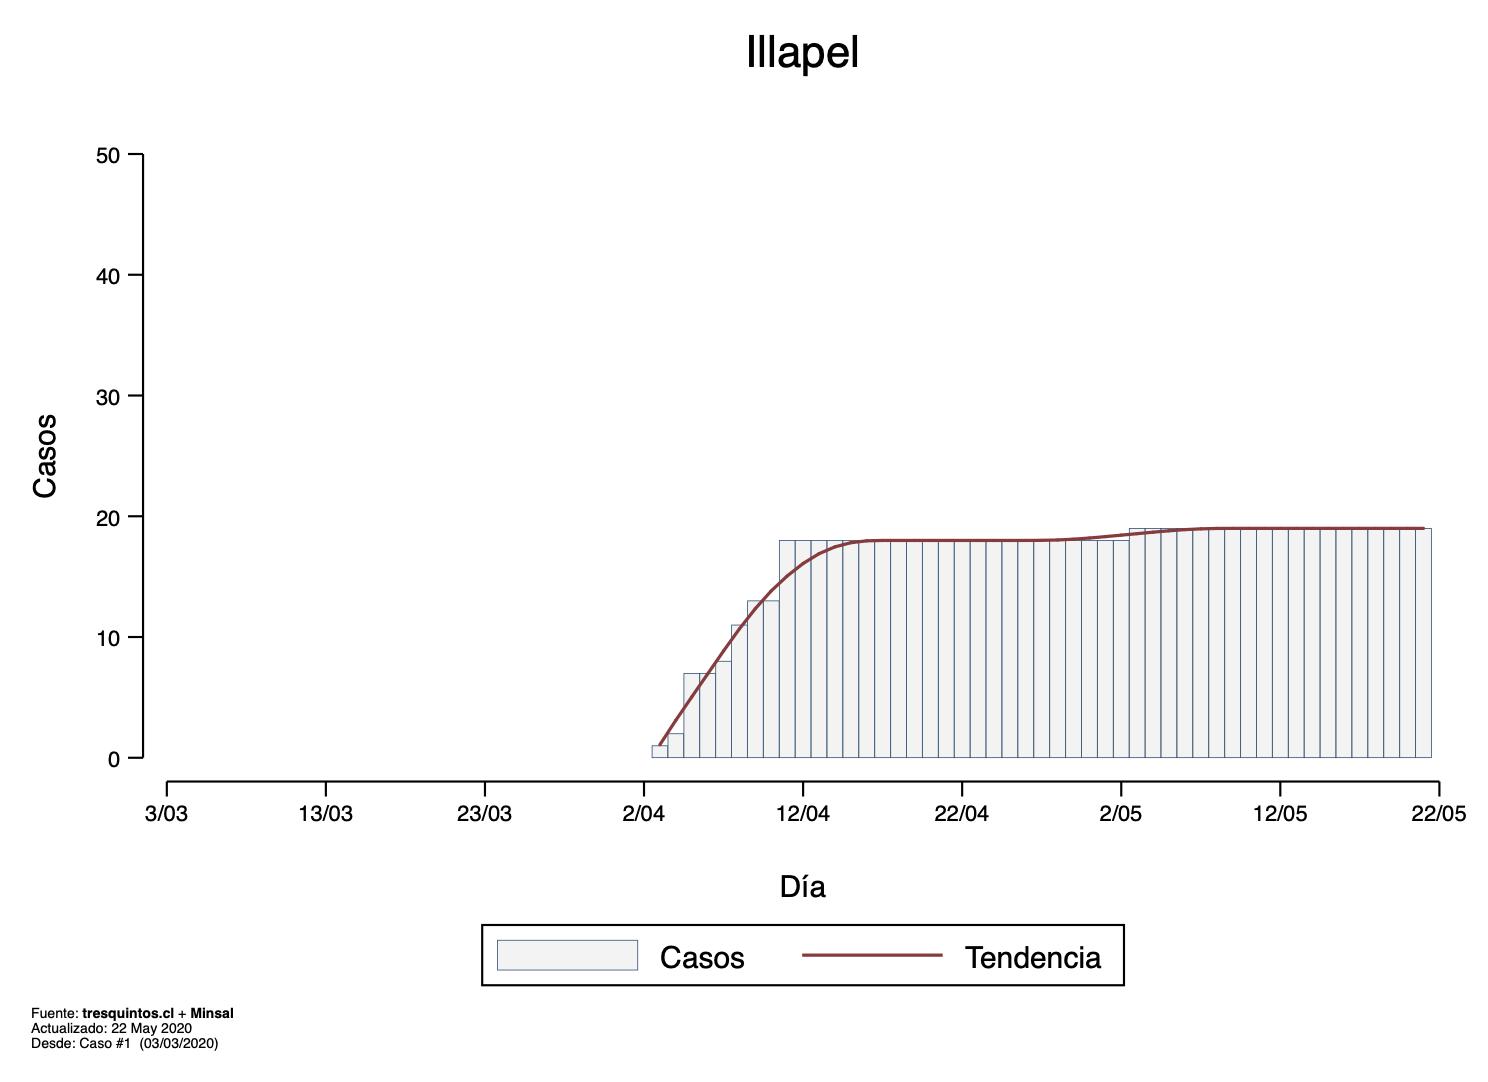 Illapel
50
40
30
20
10
0
Casos
3/03 13/03 23/03 2/04 12/04 22/04 2/05 12/05 22/05
Día
Casos Tendencia
Fuente: tresquintos.cl + Minsal
Actualizado: 22 May 2020
Desde: Caso #1 (03/03/2020)